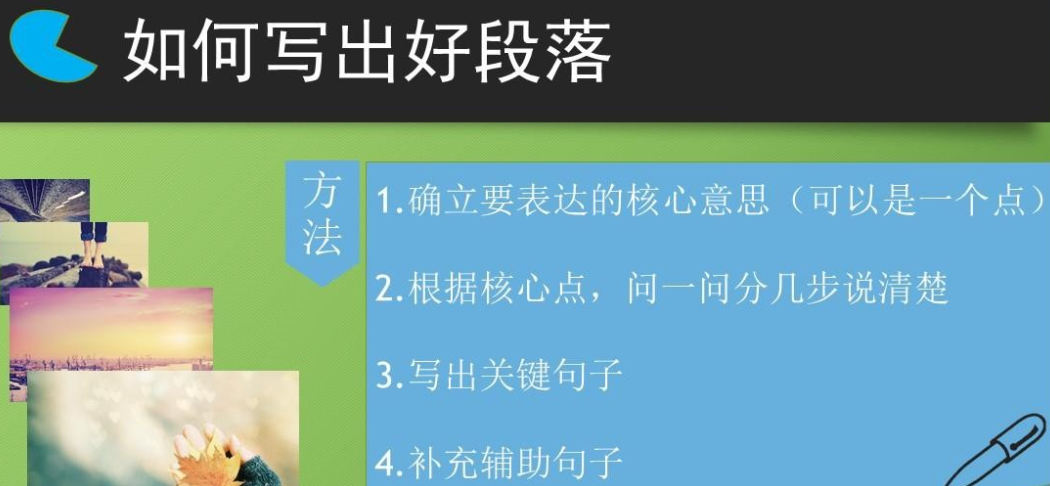 如何写出好段落
方法
1.确立要表达的核心意思（可以是一个点）
2.根据核心点，问一问分几步说清楚
3.写出关键句子
4.补充辅助句子